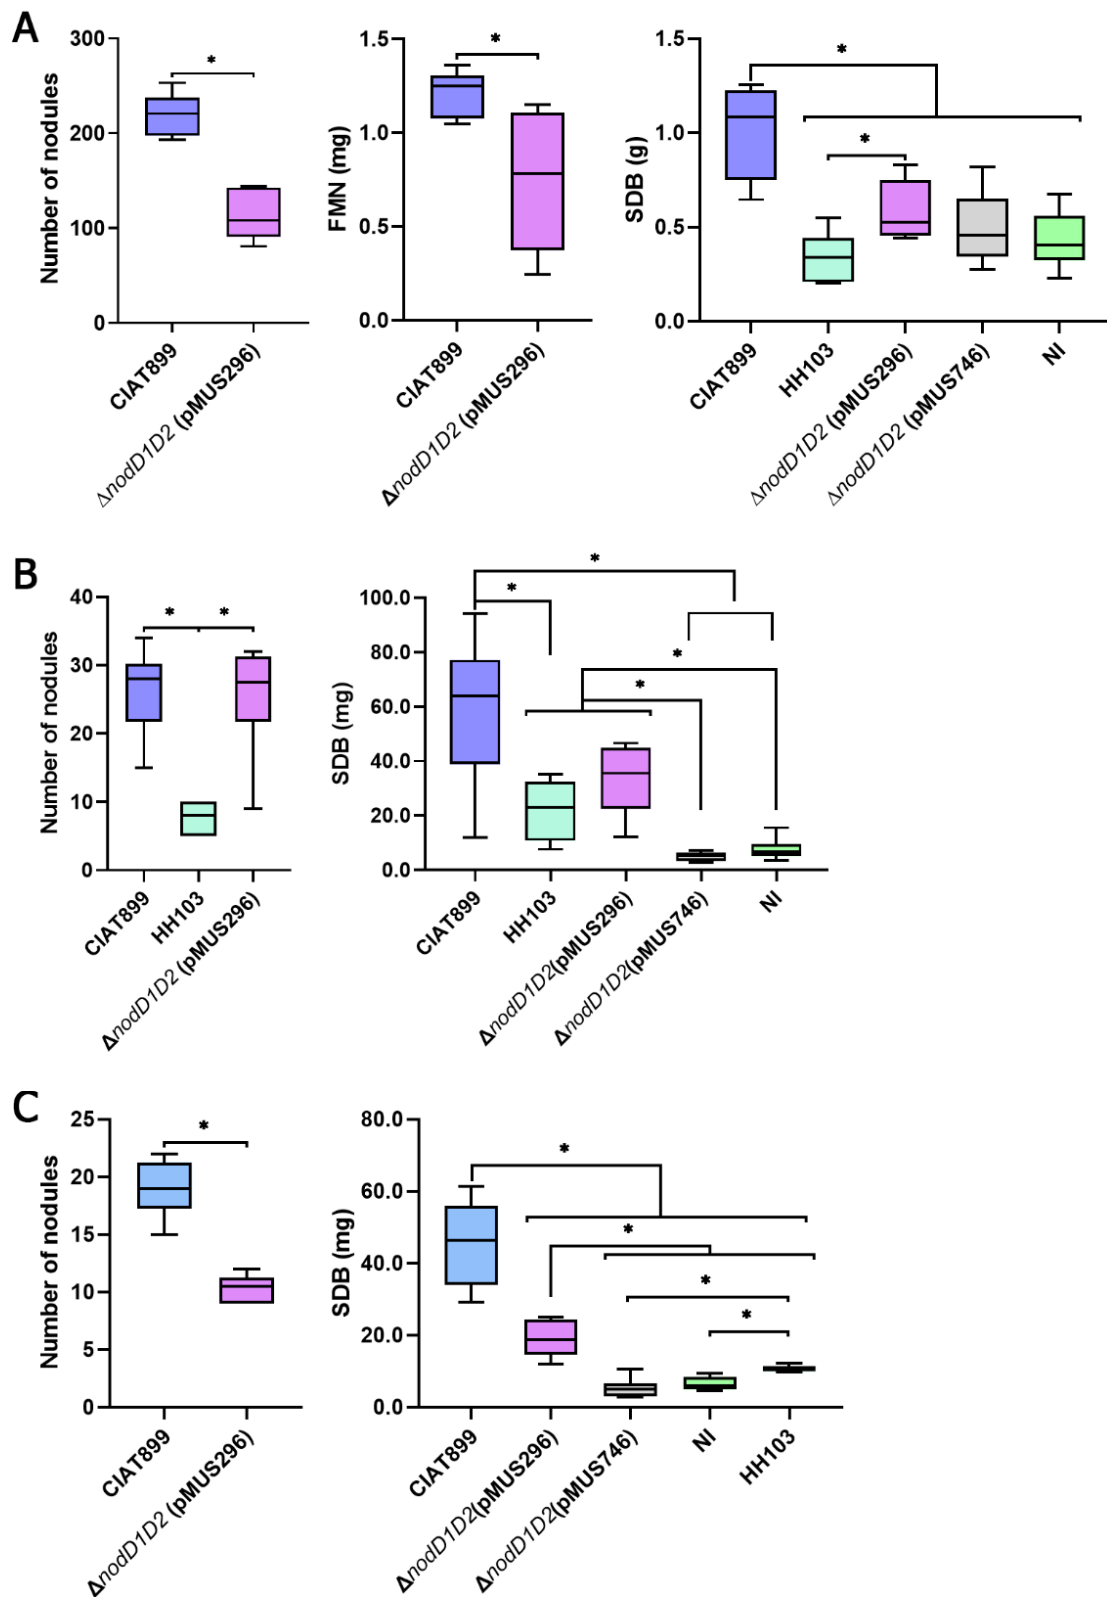 A
Number of nodules
300
200
100
0
*
CIAT899
ΔnodD1D2 (pMUS296)
FMN (mg)
1.5
1.0
0.5
0.0
*
CIAT899
ΔnodD1D2 (pMUS296)
SDB (g)
1.5
1.0
0.5
0.0
*
*
CIAT899
HH103
ΔnodD1D2 (pMUS296)
ΔnodD1D2 (pMUS746)
NI
B
Number of nodules
40
30
20
10
0
* *
CIAT899
HH103
ΔnodD1D2 (pMUS296)
SDB (mg)
100.0
80.0
60.0
40.0
20.0
0.0
*
*
*
*
CIAT899
HH103
ΔnodD1D2(pMUS296)
ΔnodD1D2(pMUS746)
NI
C
Number of nodules
25
20
15
10
5
0
*
CIAT899
ΔnodD1D2 (pMUS296)
SDB (mg)
80.0
60.0
40.0
20.0
0.0
*
*
*
*
CIAT899
ΔnodD1D2(pMUS296)
ΔnodD1D2(pMUS746)
NI
HH103